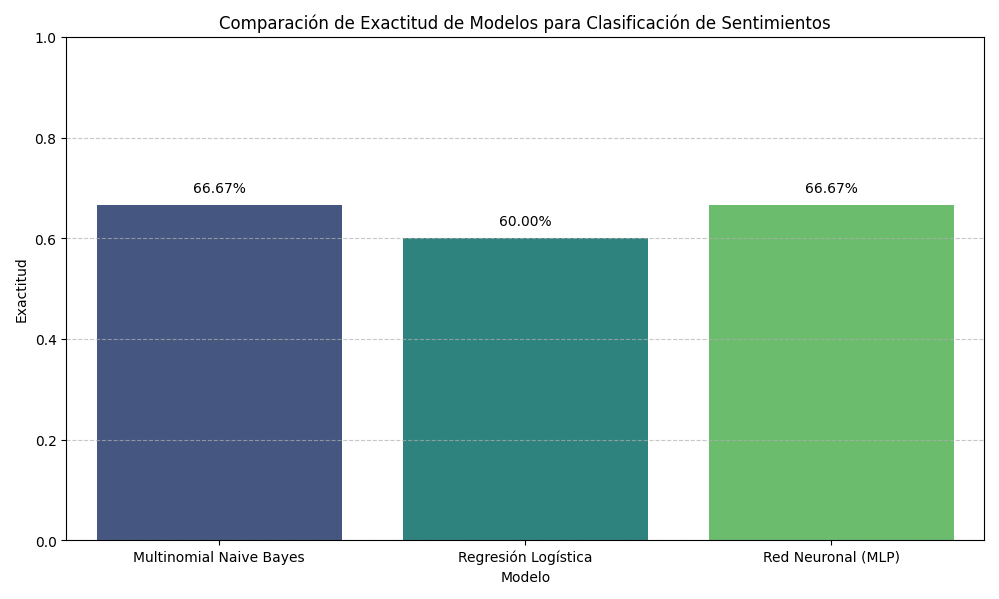 Comparación de Exactitud de Modelos para Clasificación de Sentimientos
1.0
0.8
0.6
0.4
0.2
0.0
Exactitud
66.67%
60.00%
66.67%
Multinomial Naive Bayes
Regresión Logística
Red Neuronal (MLP)
Modelo